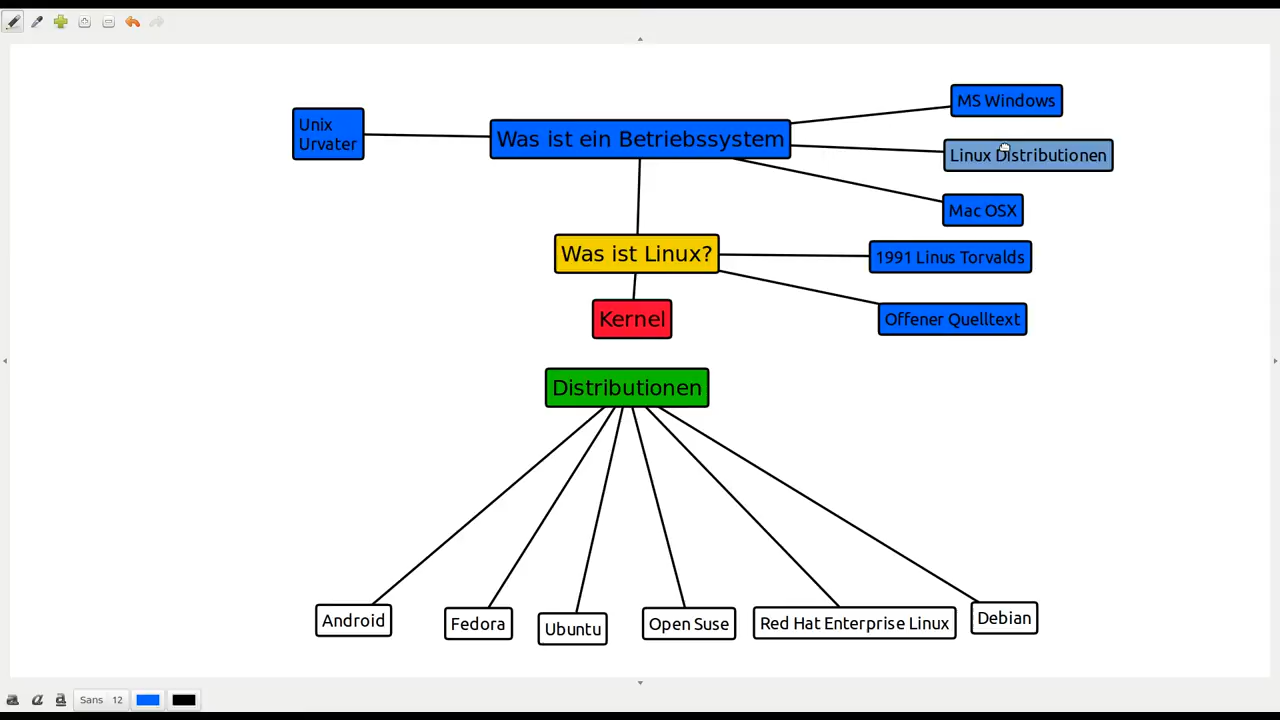 MS Windows
Unix
Urvater
Was ist ein Betriebssystem
Linux Distributionen
Mac OSX
Was ist Linux?
1991 Linus Torvalds
Kernel
Offener Quelltext
Distributionen
Android
Fedora
Ubuntu
Open Suse
Red Hat Enterprise Linux
Debian
a a a Sans 12